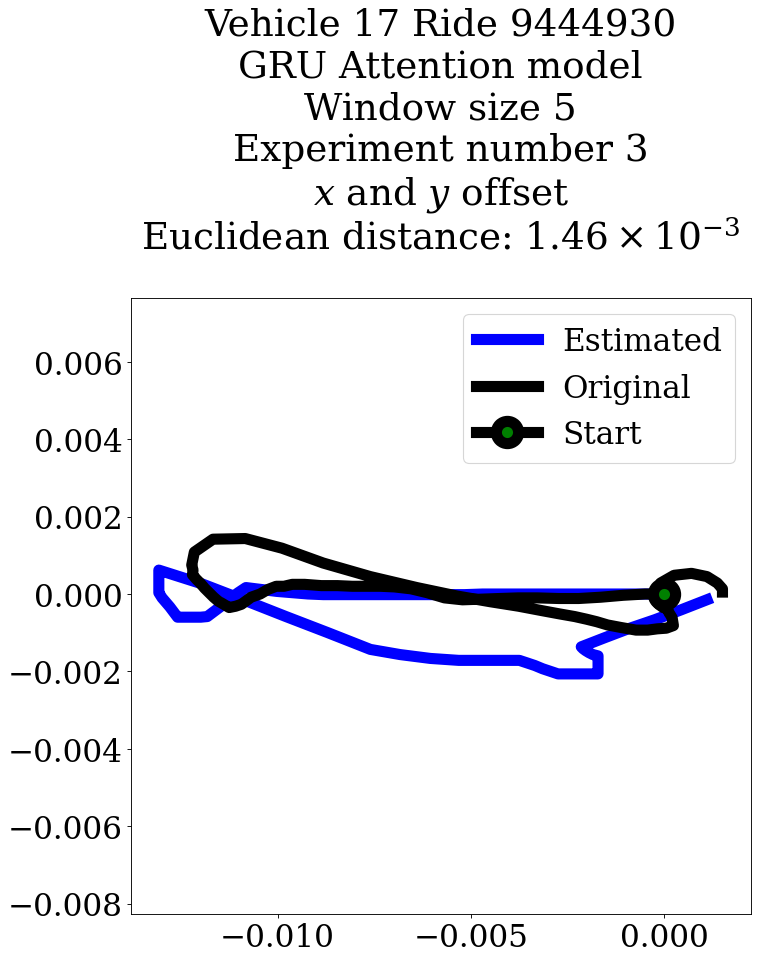 Vehicle 17 Ride 9444930
GRU Attention model
Window size 5
Experiment number 3
x and y offset
Euclidean distance: 1.46 × 10⁻³
Estimated
Original
Start
0.006
0.004
0.002
0.000
−0.002
−0.004
−0.006
−0.008
−0.010
−0.005
0.000